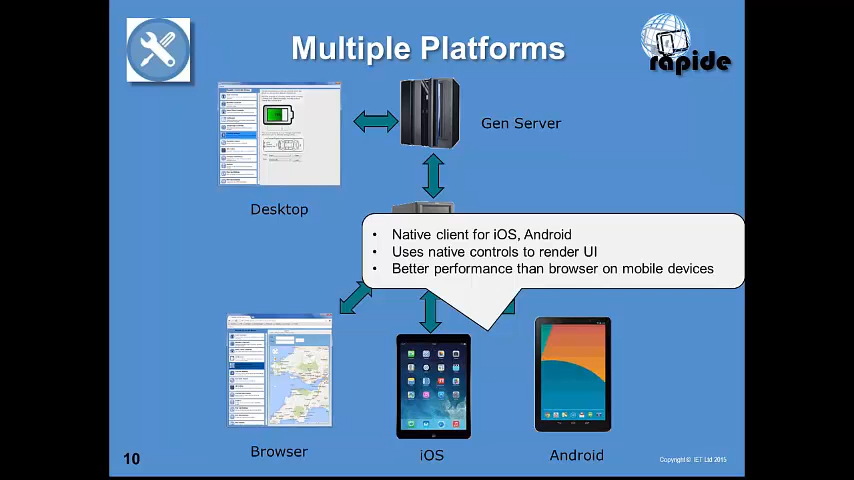 Multiple Platforms
rapide
Gen Server
Desktop
• Native client for iOS, Android
• Uses native controls to render UI
• Better performance than browser on mobile devices
Browser
iOS
Android
10
Copyright © IET Ltd 2015